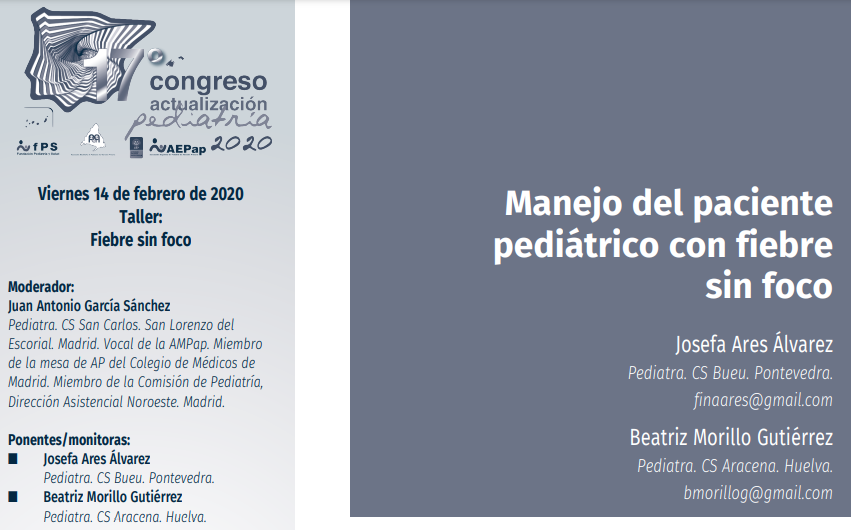 17º
congreso
actualización
pediatría
2020
fPS
AEPap
Viernes 14 de febrero de 2020
Taller:
Fiebre sin foco
Moderador:
Juan Antonio García Sánchez
Pediatra. CS San Carlos. San Lorenzo del
Escorial. Madrid. Vocal de la AMPap. Miembro
de la mesa de AP del Colegio de Médicos de
Madrid. Miembro de la Comisión de Pediatría,
Dirección Asistencial Noroeste. Madrid.
Ponentes/monitoras:
■ Josefa Ares Álvarez
Pediatra. CS Bueu. Pontevedra.
■ Beatriz Morillo Gutiérrez
Pediatra. CS Aracena. Huelva.
Manejo del paciente
pediátrico con fiebre
sin foco
Josefa Ares Álvarez
Pediatra. CS Bueu. Pontevedra.
finaares@gmail.com
Beatriz Morillo Gutiérrez
Pediatra. CS Aracena. Huelva.
bmorillog@gmail.com